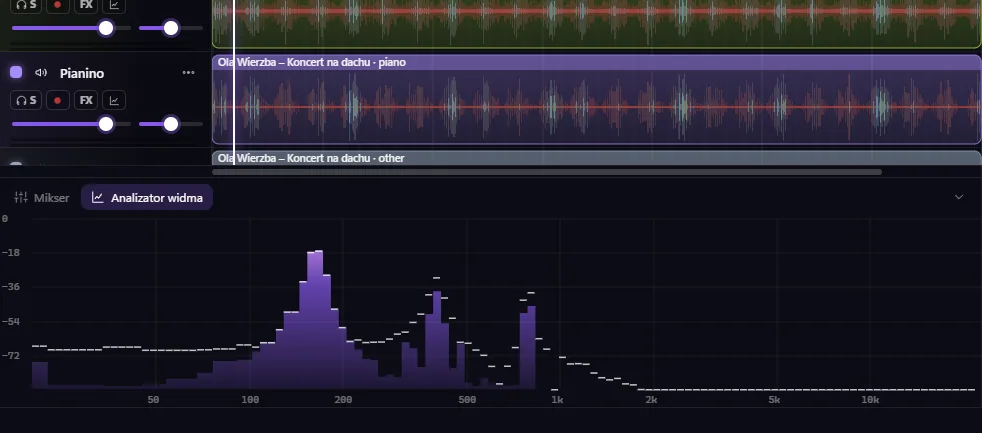 S FX
Ola Wierzba – Koncert na dachu · piano
Pianino
S FX
Ola Wierzba – Koncert na dachu · other
Mikser Analizator widma
0
−18
−36
−54
−72
50 100 200 500 1k 2k 5k 10k